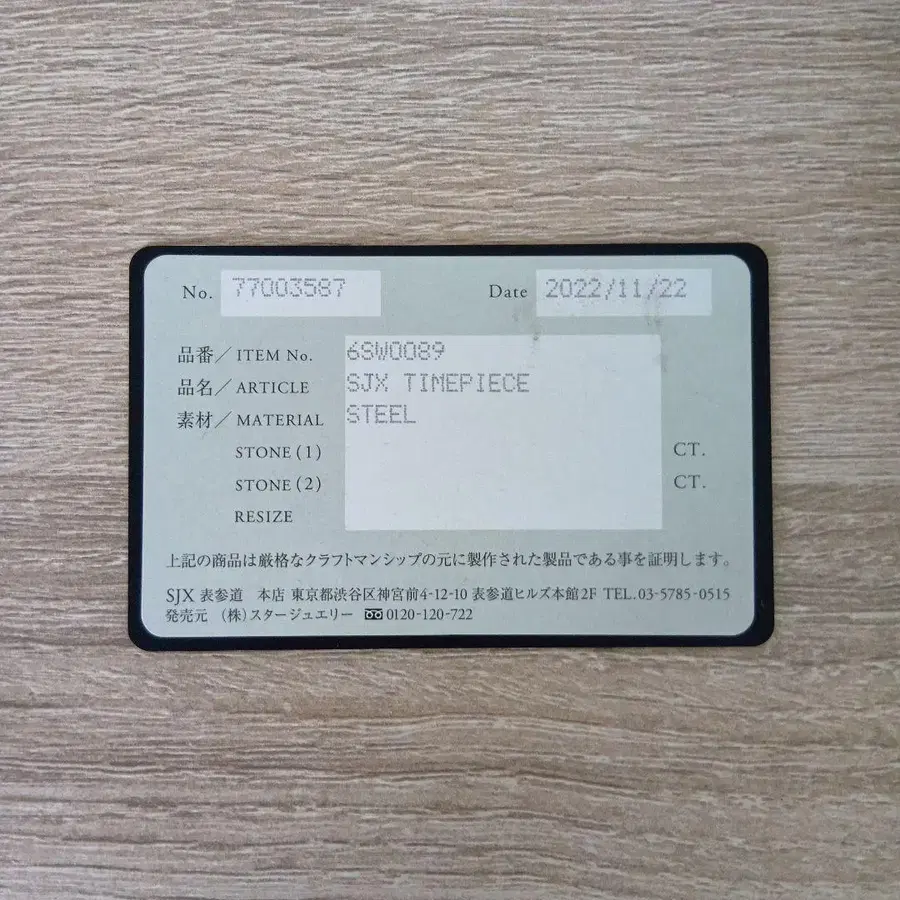 No. 77003587 Date 2022/11/22
品番／ITEM No. 6SW0089
品名／ARTICLE SJX TIMEPIECE
素材／MATERIAL STEEL
STONE (1) CT.
STONE (2) CT.
RESIZE
上記の商品は厳格なクラフトマンシップの元に製作された製品である事を証明します。
SJX 表参道 本店 東京都渋谷区神宮前4-12-10 表参道ヒルズ本館2F TEL. 03-5785-0515
発売元 （株）スタージュエリー 0120-120-722